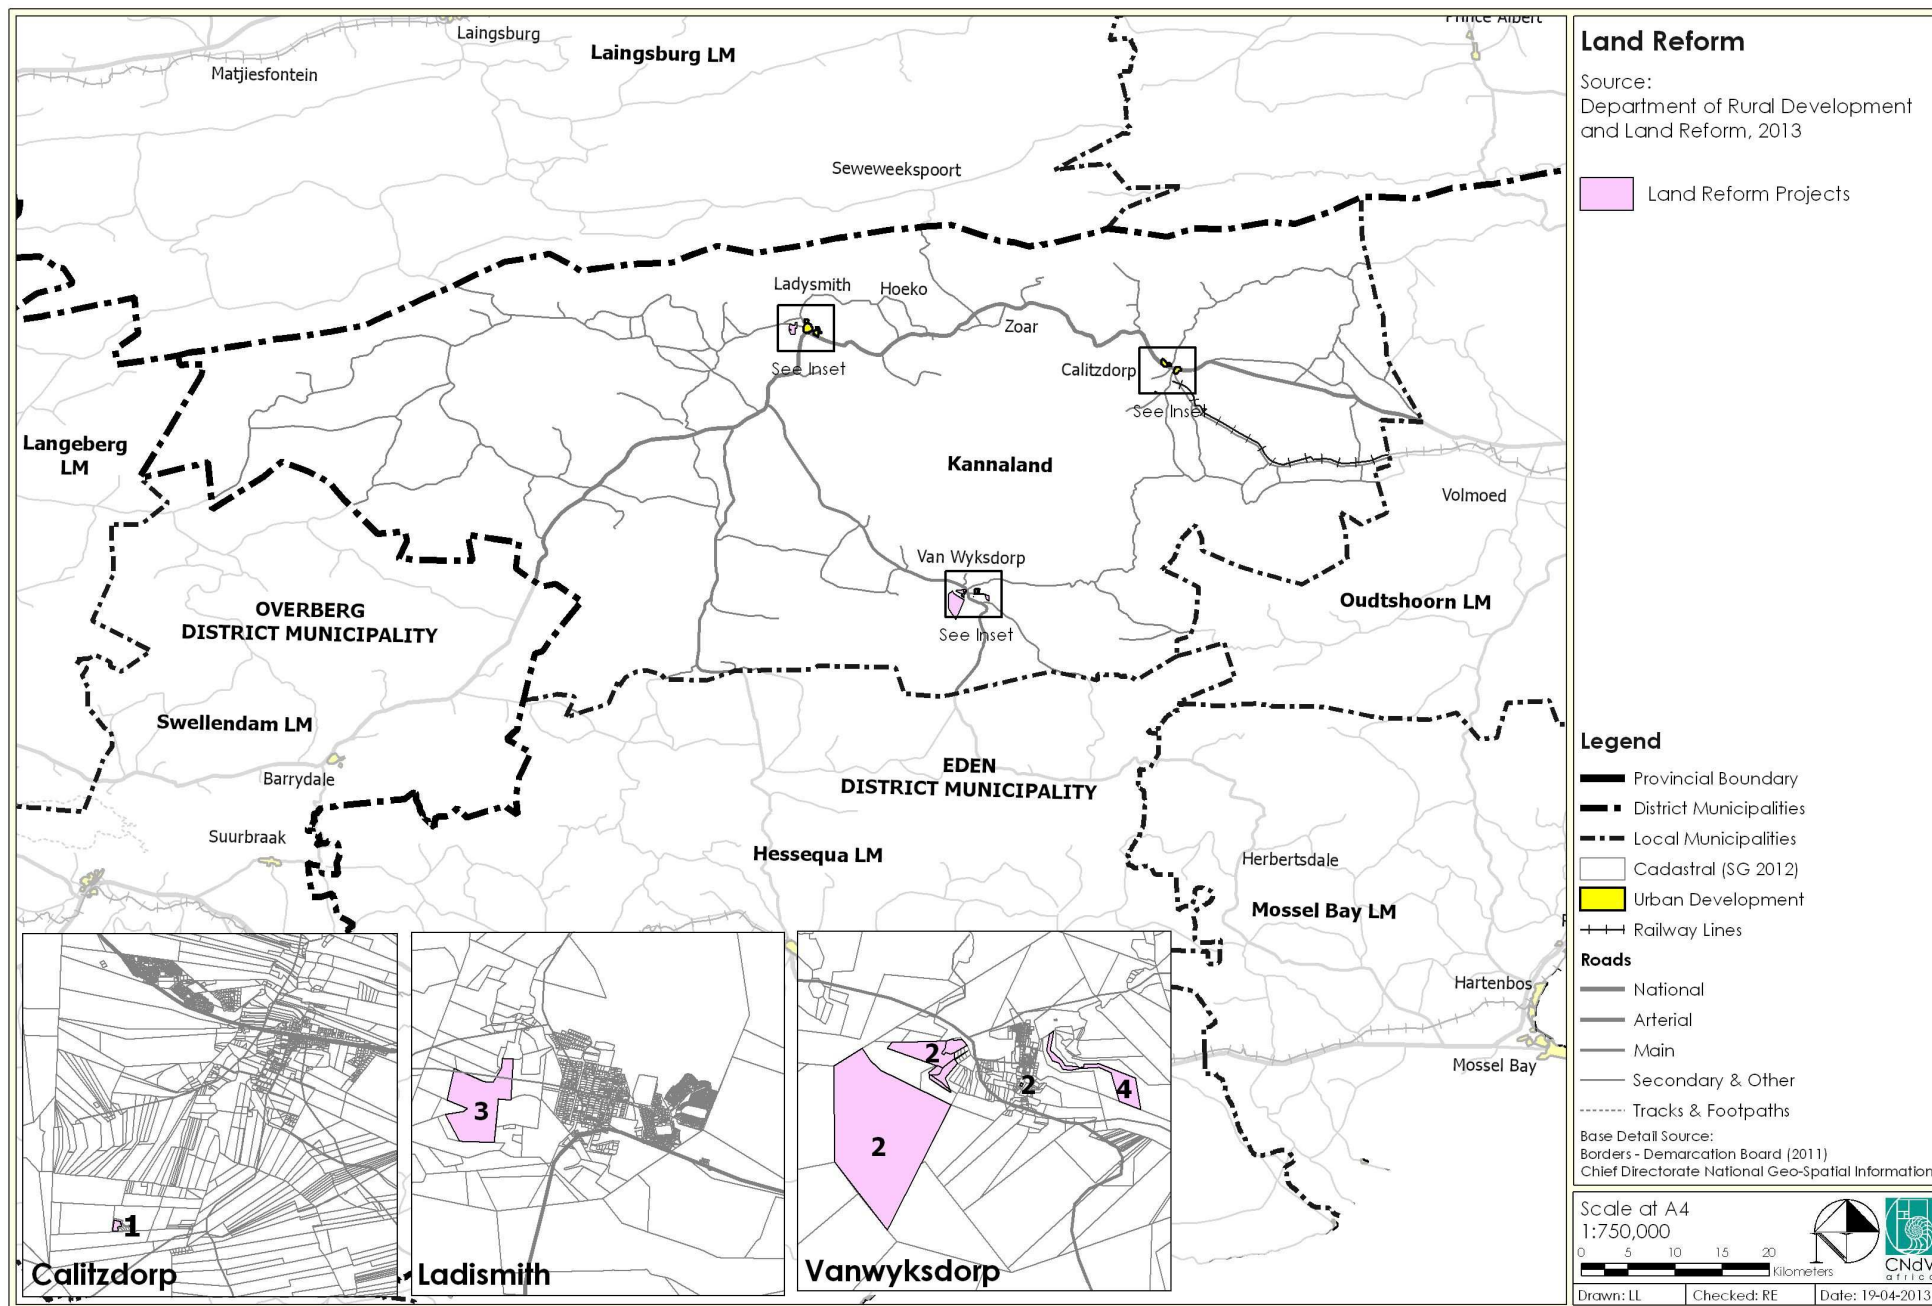 Laingsburg
Laingsburg LM
Prince Albert
Matjiesfontein
Seweweekspoort
Ladysmith
Hoeko
Zoar
See Inset
Calitzdorp
See Inset
Langeberg
LM
Kannaland
Volmoed
Van Wyksdorp
See Inset
OVERBERG
DISTRICT MUNICIPALITY
Oudtshoorn LM
Swellendam LM
Barrydale
EDEN
DISTRICT MUNICIPALITY
Suurbraak
Hessequa LM
Herbertsdale
Mossel Bay LM
Hartenbos
Mossel Bay
1
Calitzdorp
3
Ladismith
2
2
4
2
Vanwyksdorp
Land Reform
Source:
Department of Rural Development
and Land Reform, 2013
Land Reform Projects
Legend
Provincial Boundary
District Municipalities
Local Municipalities
Cadastral (SG 2012)
Urban Development
Railway Lines
Roads
National
Arterial
Main
Secondary & Other
Tracks & Footpaths
Base Detail Source:
Borders - Demarcation Board (2011)
Chief Directorate National Geo-Spatial Information
Scale at A4
1:750,000
0 5 10 15 20
Kilometers
CNdV
africa
Drawn: LL
Checked: RE
Date: 19-04-2013